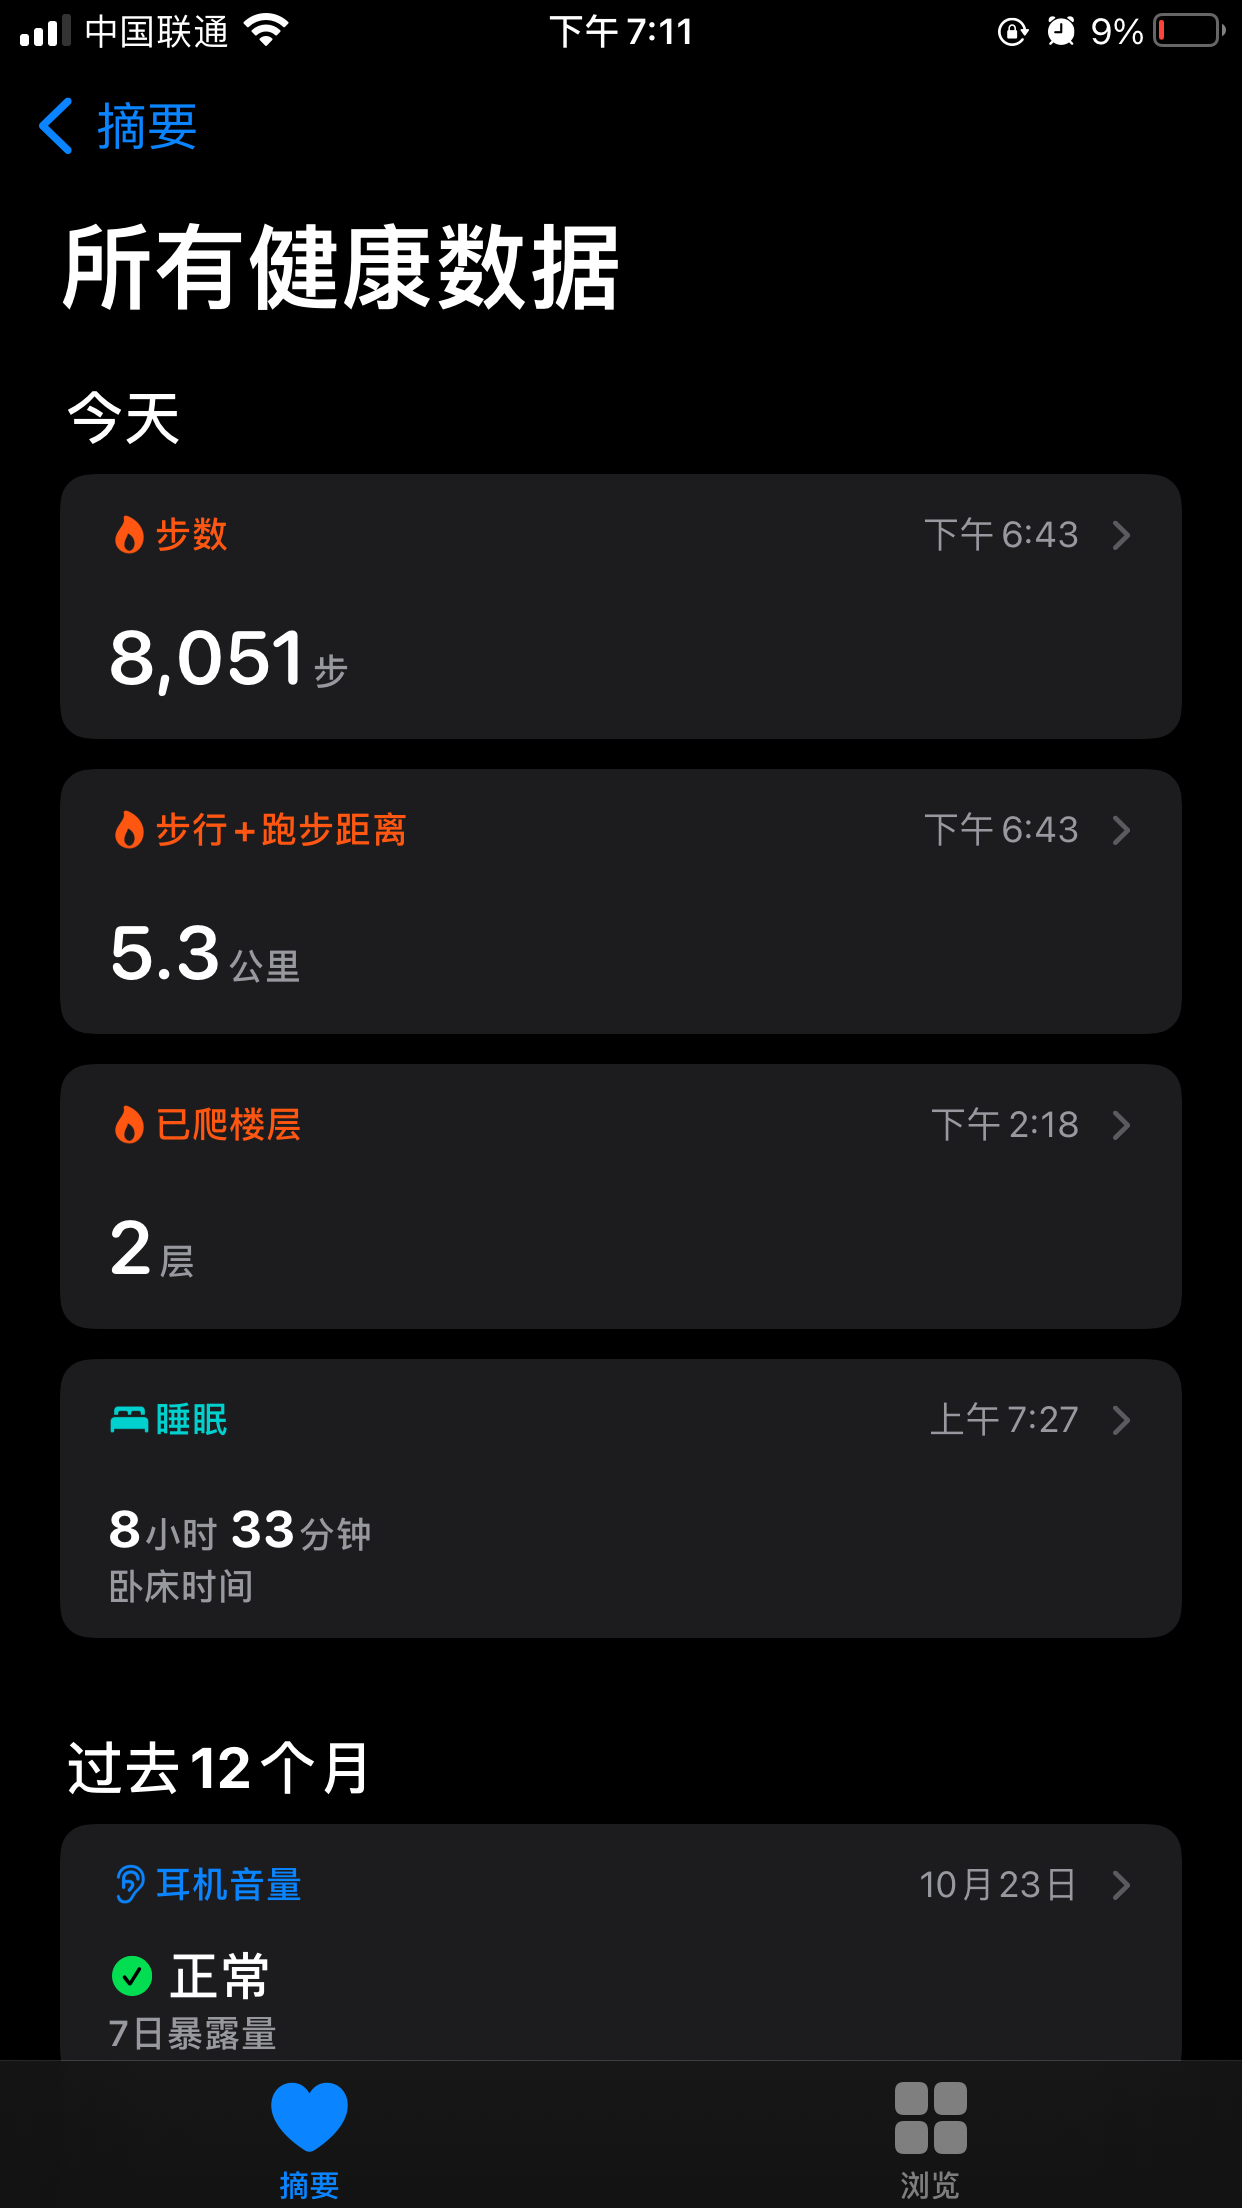 中国联通 下午 7:11 9%
摘要
所有健康数据
今天
步数 下午 6:43
8,051 步
步行+跑步距离 下午 6:43
5.3 公里
已爬楼层 下午 2:18
2 层
睡眠 上午 7:27
8小时 33分钟
卧床时间
过去12个月
耳机音量 10月23日
正常
7日暴露量
摘要 浏览